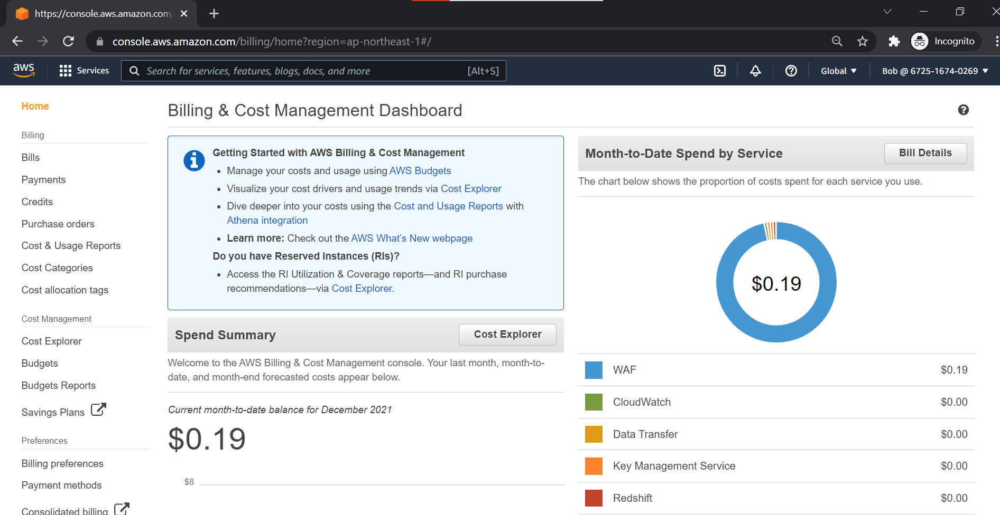 https://console.aws.amazon.com/
console.aws.amazon.com/billing/home?region=ap-northeast-1#/
Incognito
aws
Services
Search for services, features, blogs, docs, and more
[Alt+S]
Global
Bob @ 6725-1674-0269
Home
Billing
Bills
Payments
Credits
Purchase orders
Cost & Usage Reports
Cost Categories
Cost allocation tags
Cost Management
Cost Explorer
Budgets
Budgets Reports
Savings Plans
Preferences
Billing preferences
Payment methods
Consolidated billing
Billing & Cost Management Dashboard
Getting Started with AWS Billing & Cost Management
• Manage your costs and usage using AWS Budgets
• Visualize your cost drivers and usage trends via Cost Explorer
• Dive deeper into your costs using the Cost and Usage Reports with
Athena integration
• Learn more: Check out the AWS What's New webpage
Do you have Reserved Instances (RIs)?
• Access the RI Utilization & Coverage reports—and RI purchase
recommendations—via Cost Explorer.
Spend Summary
Cost Explorer
Welcome to the AWS Billing & Cost Management console. Your last month, month-to-
date, and month-end forecasted costs appear below.
Current month-to-date balance for December 2021
$0.19
$8
Month-to-Date Spend by Service
Bill Details
The chart below shows the proportion of costs spent for each service you use.
$0.19
WAF $0.19
CloudWatch $0.00
Data Transfer $0.00
Key Management Service $0.00
Redshift $0.00